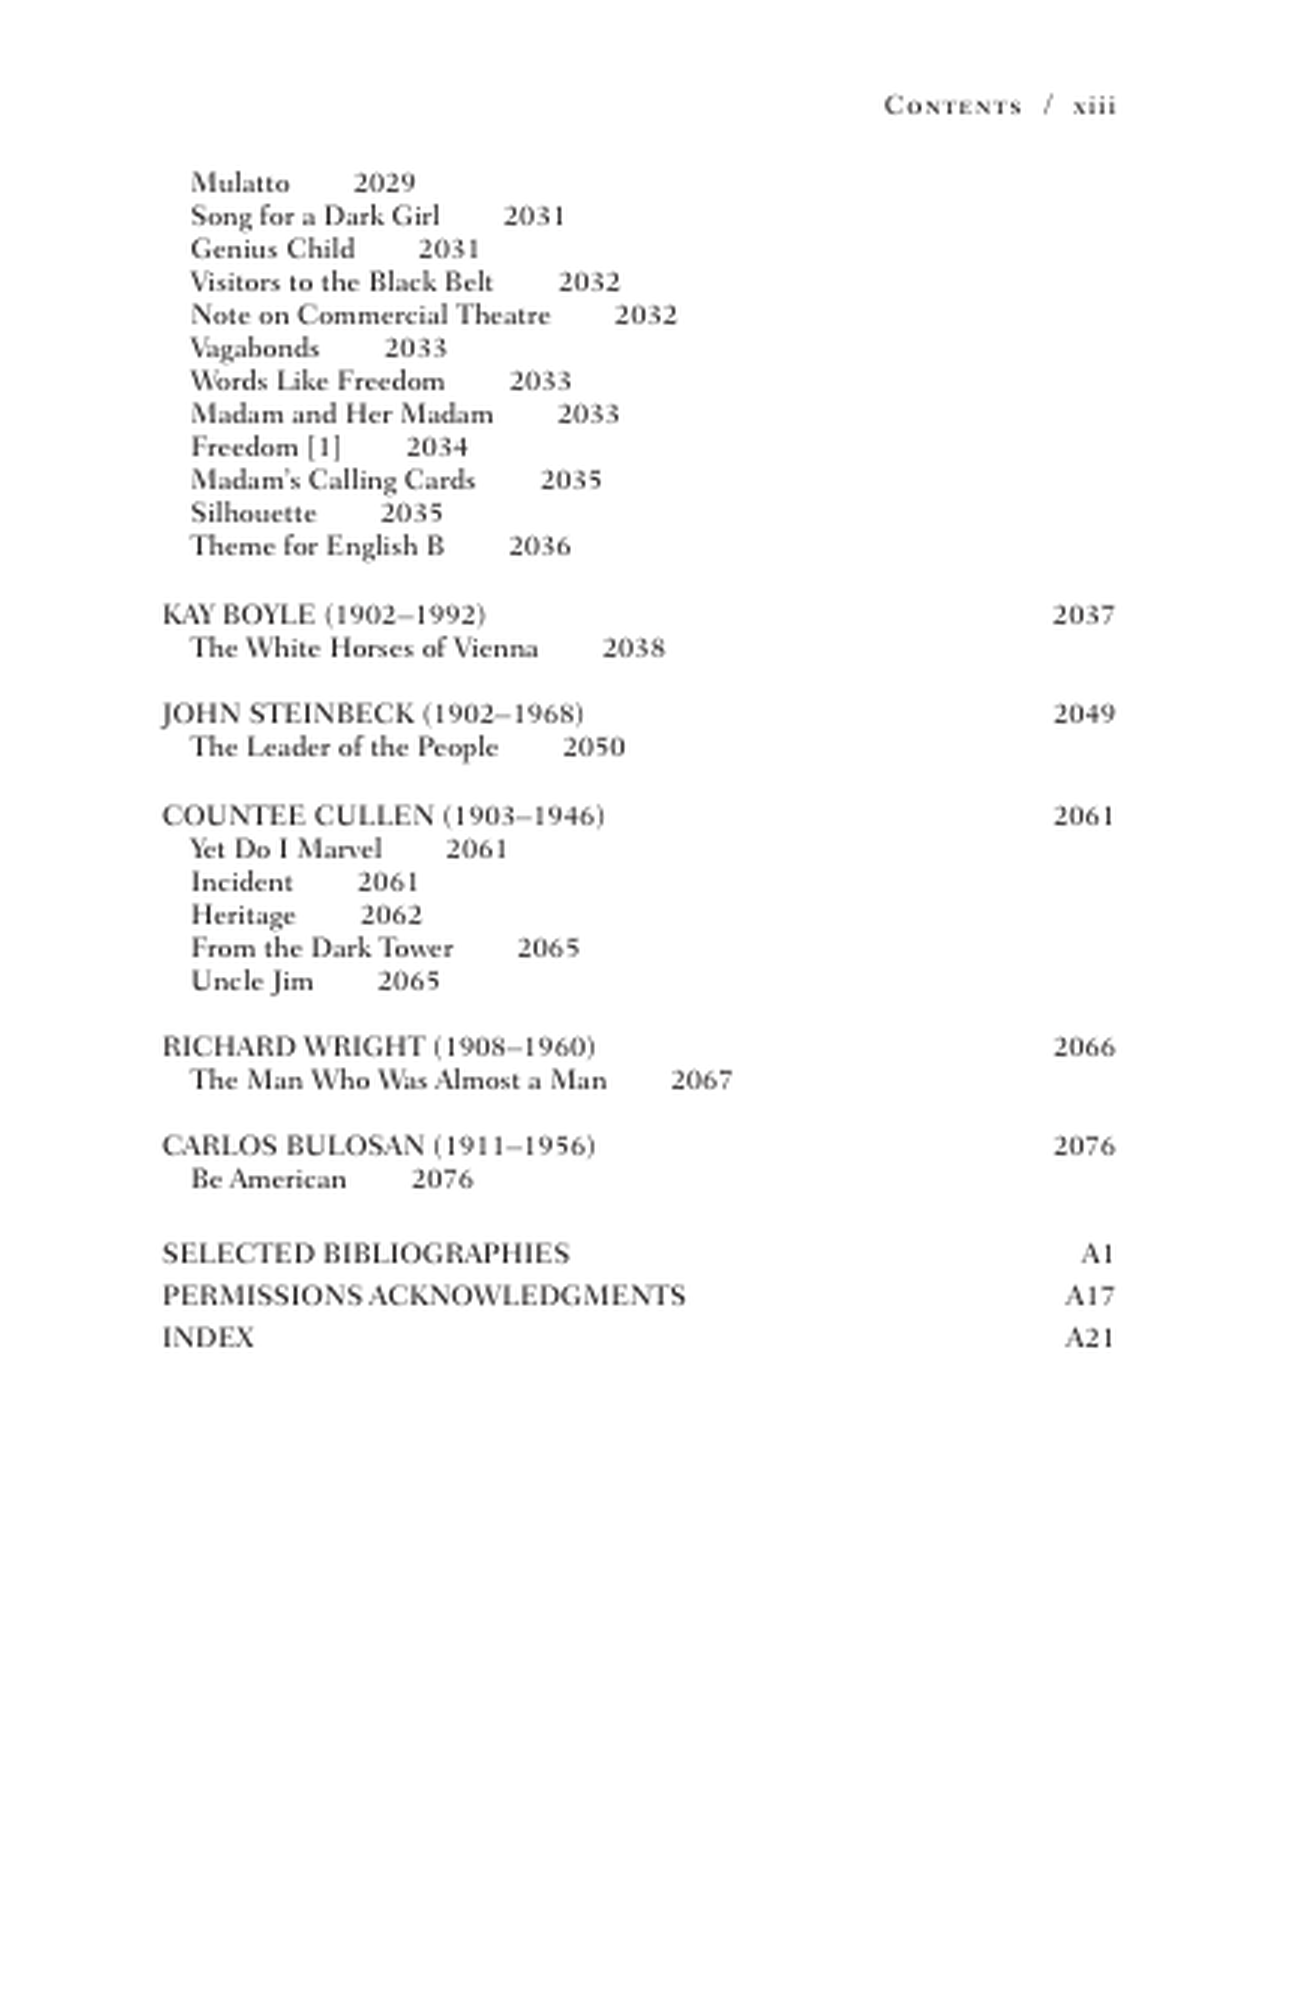 Contents / xiii
Mulatto 2029
Song for a Dark Girl 2031
Genius Child 2031
Visitors to the Black Belt 2032
Note on Commercial Theatre 2032
Vagabonds 2033
Words Like Freedom 2033
Madam and Her Madam 2033
Freedom [1] 2034
Madam's Calling Cards 2035
Silhouette 2035
Theme for English B 2036
KAY BOYLE (1902–1992) 2037
The White Horses of Vienna 2038
JOHN STEINBECK (1902–1968) 2049
The Leader of the People 2050
COUNTEE CULLEN (1903–1946) 2061
Yet Do I Marvel 2061
Incident 2061
Heritage 2062
From the Dark Tower 2065
Uncle Jim 2065
RICHARD WRIGHT (1908–1960) 2066
The Man Who Was Almost a Man 2067
CARLOS BULOSAN (1911–1956) 2076
Be American 2076
SELECTED BIBLIOGRAPHIES A1
PERMISSIONS ACKNOWLEDGMENTS A17
INDEX A21